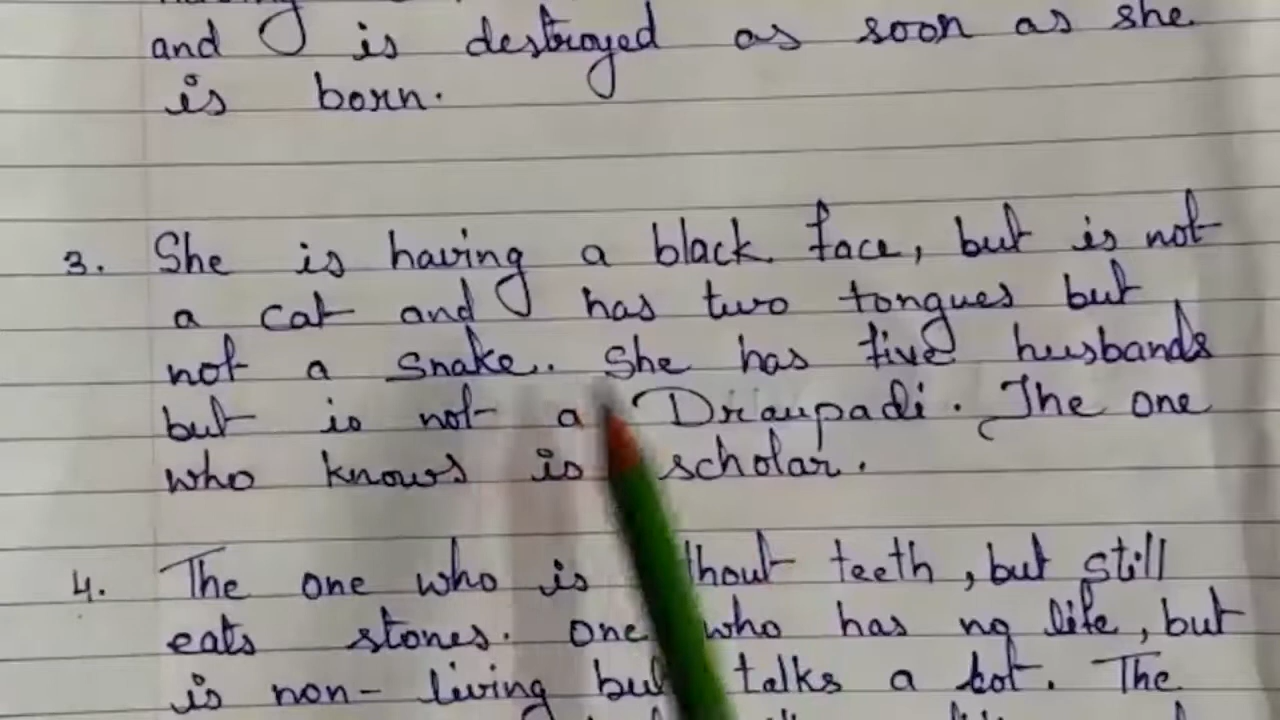 and is destroyed as soon as she
is born.
3. She is having a black face, but is not
a cat and has two tongues but
not a snake. She has five husbands
but is not a Draupadi. The one
who knows is scholar.
4. The one who is teeth, but still
eats stones. One who has no life, but
is non-living but talks a lot. The